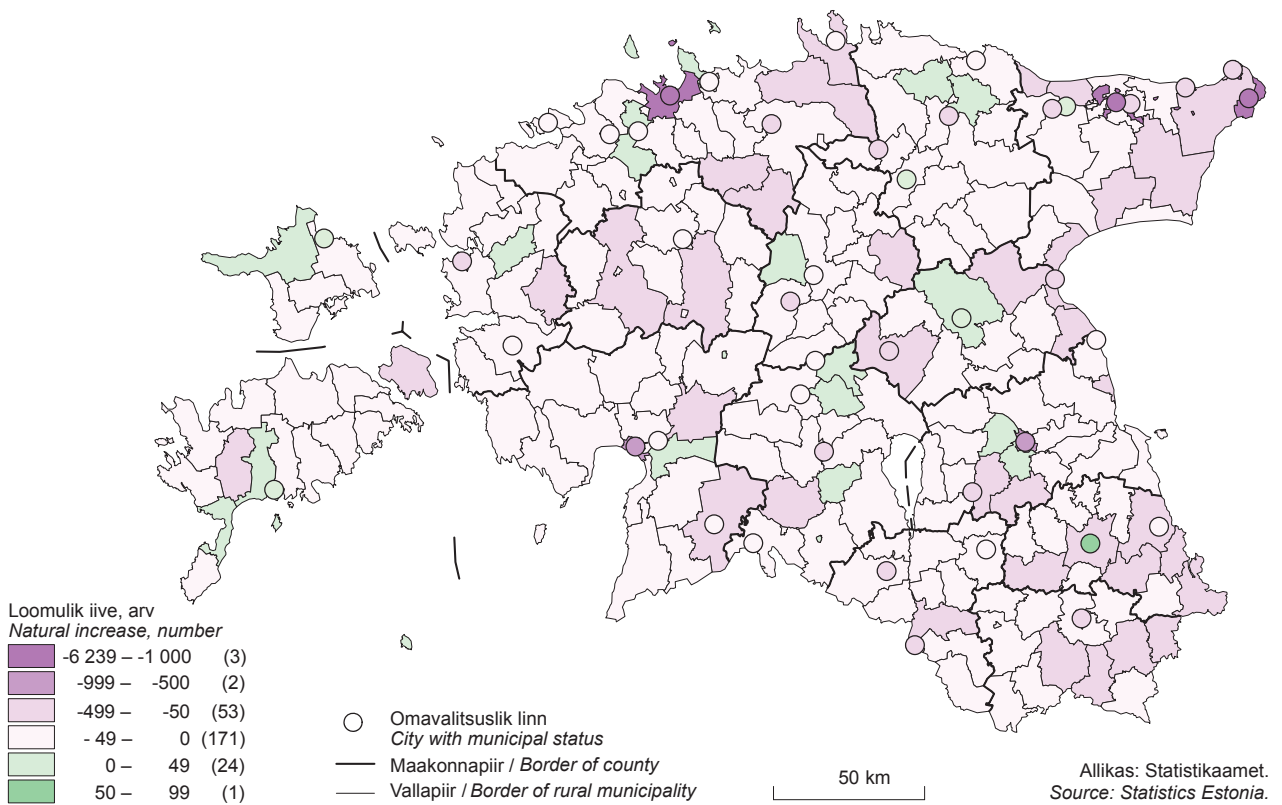 Loomulik iive, arv
Natural increase, number
-6 239 – -1 000 (3)
-999 – -500 (2)
-499 – -50 (53)
- 49 – 0 (171)
0 – 49 (24)
50 – 99 (1)
Omavalitsuslik linn
City with municipal status
Maakonnapiir / Border of county
Vallapiir / Border of rural municipality
50 km
Allikas: Statistikaamet.
Source: Statistics Estonia.